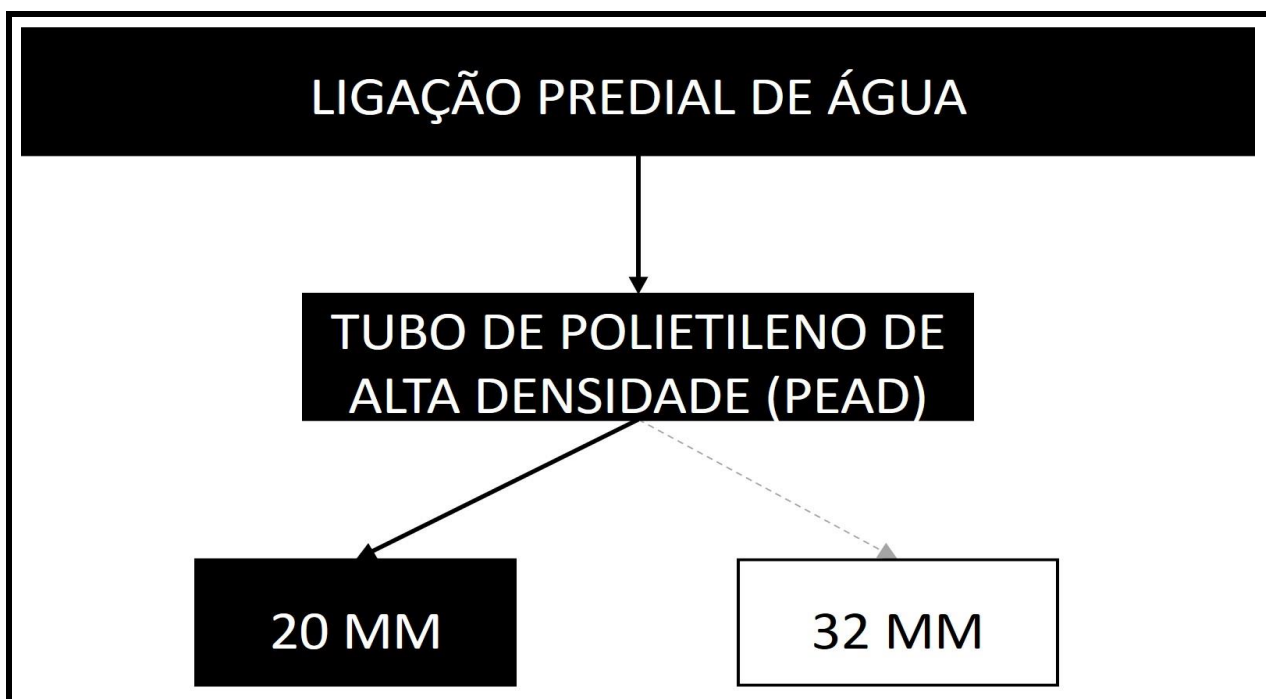 LIGAÇÃO PREDIAL DE ÁGUA
TUBO DE POLIETILENO DE
ALTA DENSIDADE (PEAD)
20 MM
32 MM